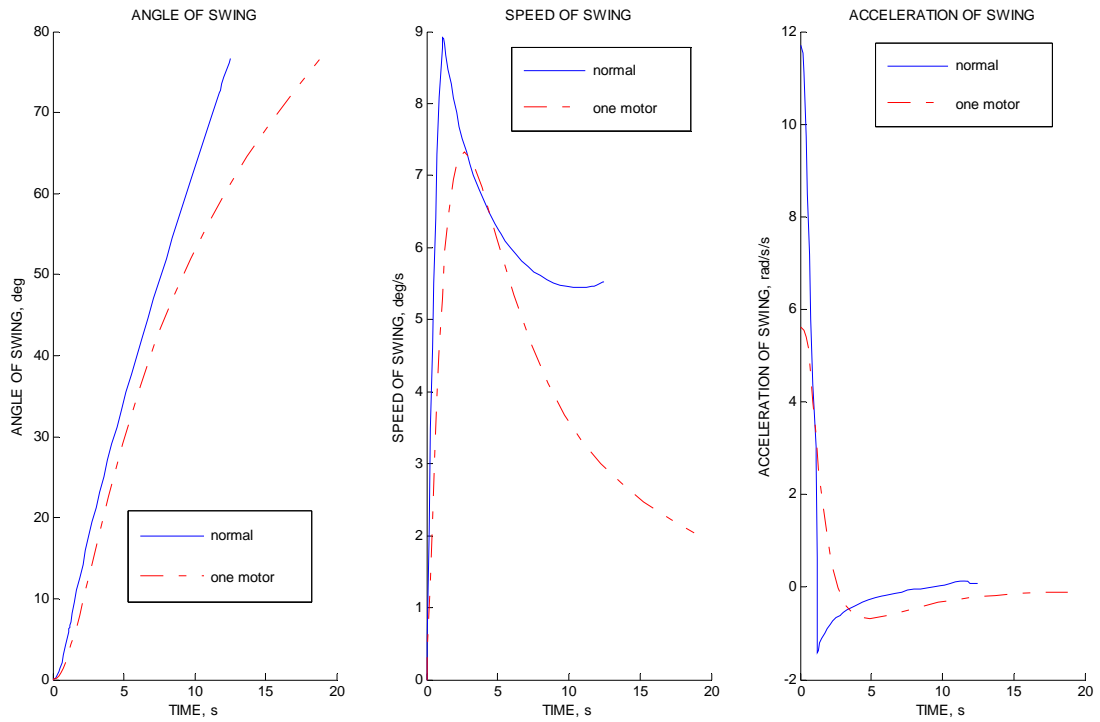 ANGLE OF SWING
80
70
60
50
40
30
20
10
0
ANGLE OF SWING, deg
normal
one motor
0 5 10 15 20
TIME, s
SPEED OF SWING
9
8
7
6
5
4
3
2
1
0
SPEED OF SWING, deg/s
normal
one motor
0 5 10 15 20
TIME, s
ACCELERATION OF SWING
12
10
8
6
4
2
0
-2
ACCELERATION OF SWING, rad/s/s
normal
one motor
0 5 10 15 20
TIME, s